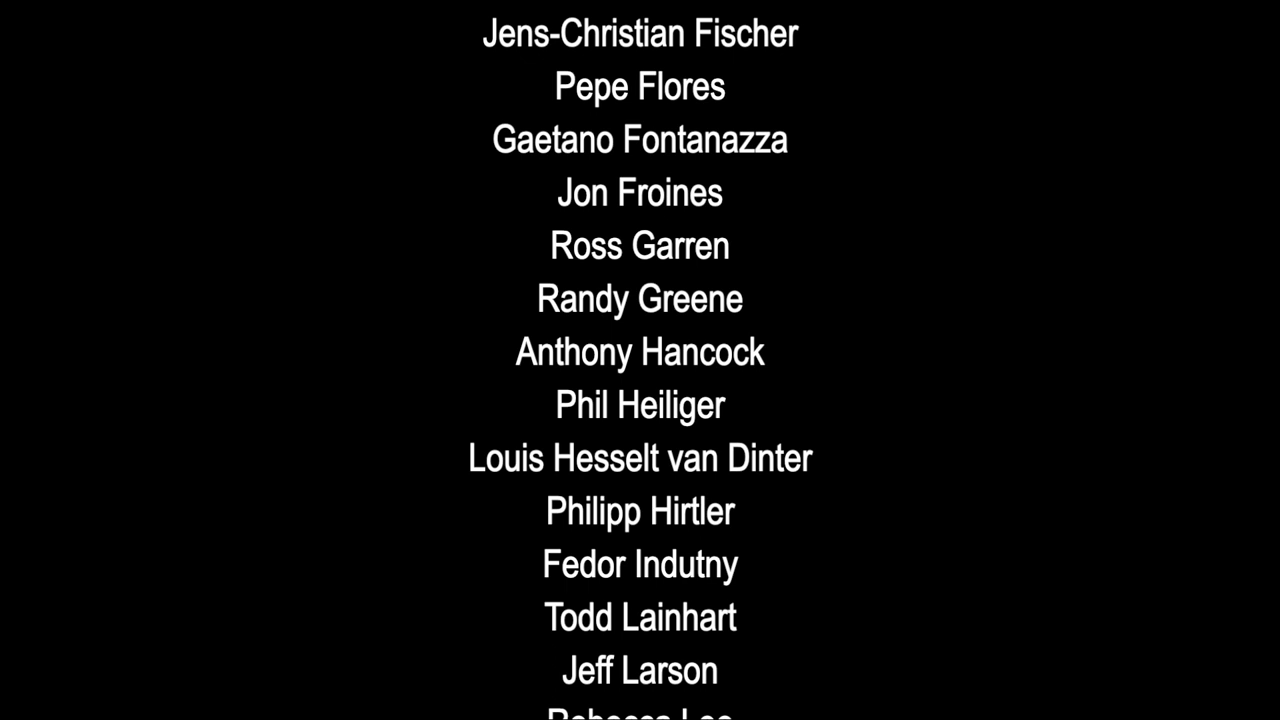 Jens-Christian Fischer
Pepe Flores
Gaetano Fontanazza
Jon Froines
Ross Garren
Randy Greene
Anthony Hancock
Phil Heiliger
Louis Hesselt van Dinter
Philipp Hirtler
Fedor Indutny
Todd Lainhart
Jeff Larson